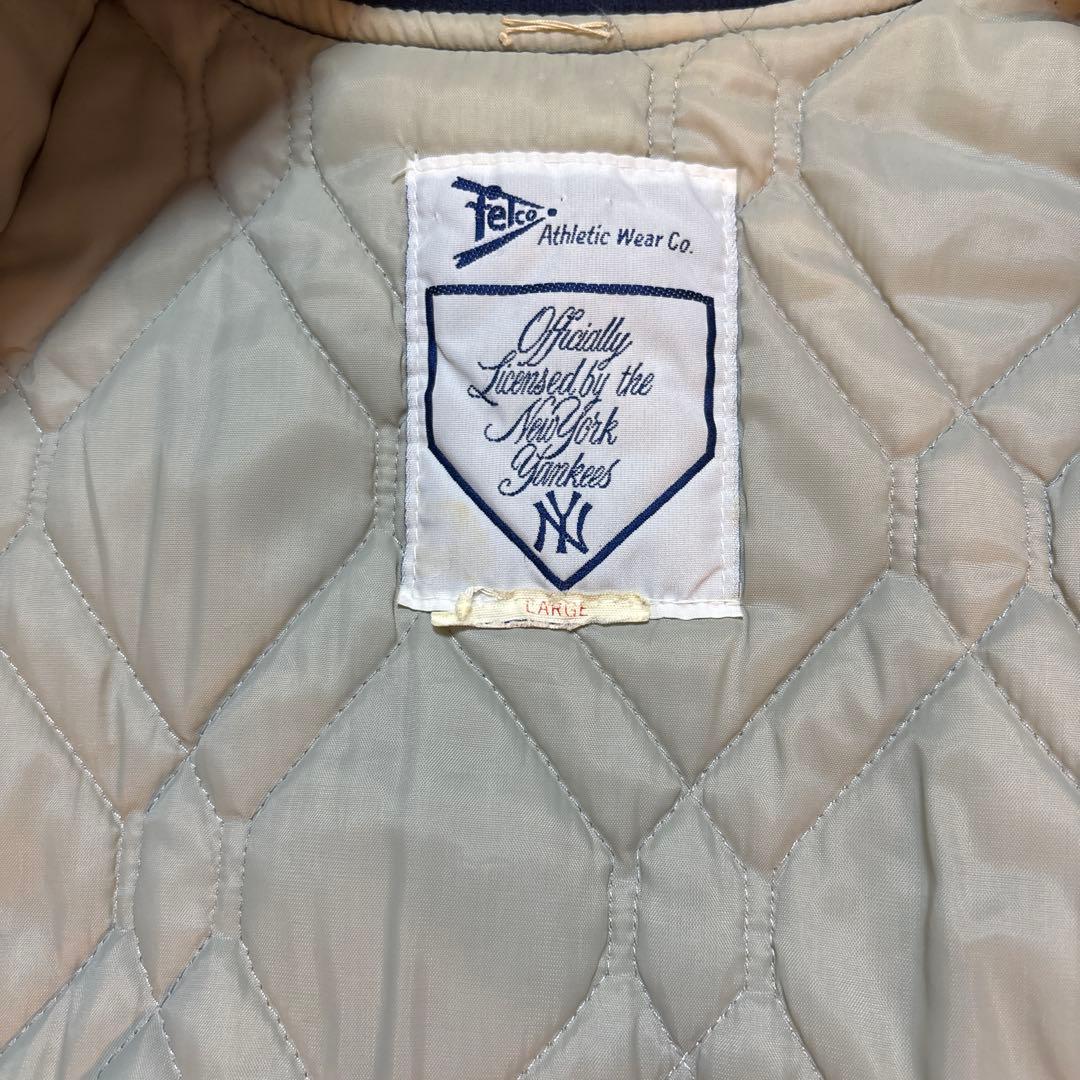 Felco
Athletic Wear Co.
Officially
Licensed by the
New York
Yankees
NY
LARGE